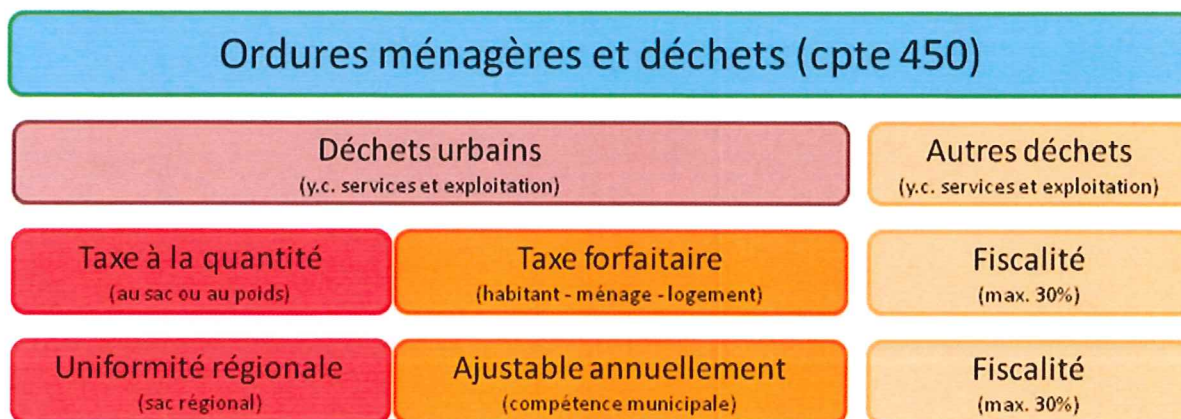 Ordures ménagères et déchets (cpte 450)
Déchets urbains
(y.c. services et exploitation)
Autres déchets
(y.c. services et exploitation)
Taxe à la quantité
(au sac ou au poids)
Taxe forfaitaire
(habitant - ménage - logement)
Fiscalité
(max. 30%)
Uniformité régionale
(sac régional)
Ajustable annuellement
(compétence municipale)
Fiscalité
(max. 30%)